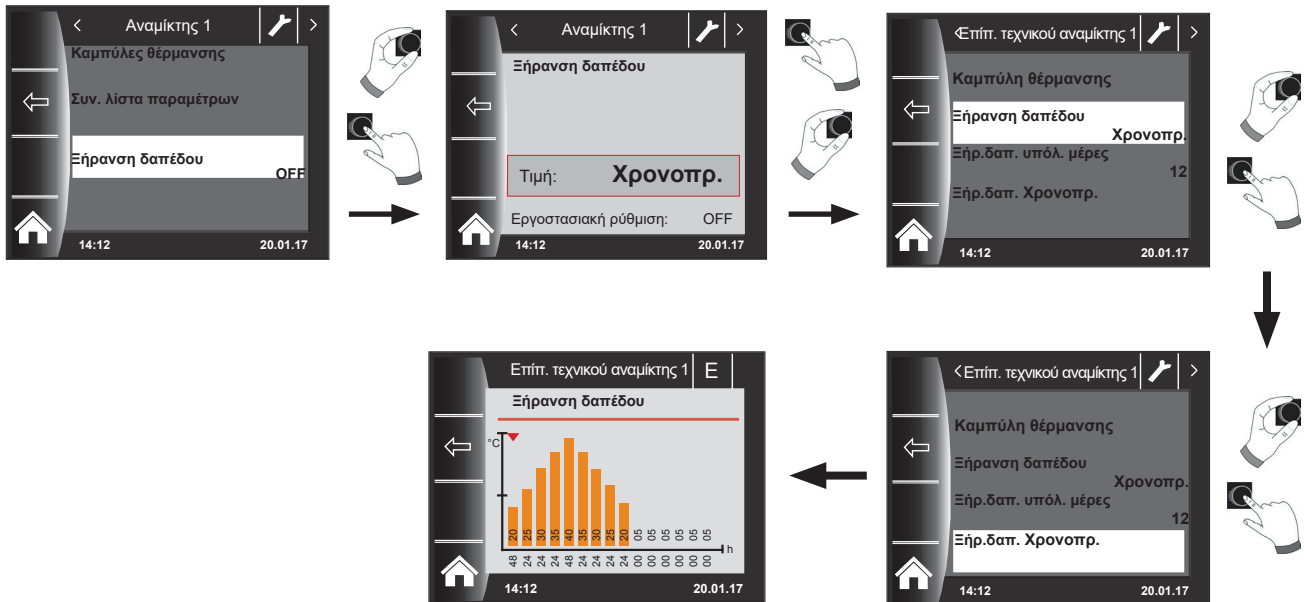 Αναμίκτης 1
Καμπύλες θέρμανσης
Συν. λίστα παραμέτρων
Ξήρανση δαπέδου
OFF
14:12 20.01.17
Αναμίκτης 1
Ξήρανση δαπέδου
Τιμή: Χρονοπρ.
Εργοστασιακή ρύθμιση: OFF
14:12 20.01.17
Επίπ. τεχνικού αναμίκτης 1
Καμπύλη θέρμανσης
Ξήρανση δαπέδου
Χρονοπρ.
Ξήρ.δαπ. υπόλ. μέρες
12
Ξήρ.δαπ. Χρονοπρ.
14:12 20.01.17
Επίπ. τεχνικού αναμίκτης 1 E
Ξήρανση δαπέδου
°C
20 25 30 35 40 35 30 25 20 05 05 05 05 05 05
h
48 24 24 24 48 24 24 24 24 00 00 00 00 00 00
14:12 20.01.17
Επίπ. τεχνικού αναμίκτης 1
Καμπύλη θέρμανσης
Ξήρανση δαπέδου
Χρονοπρ.
Ξήρ.δαπ. υπόλ. μέρες
12
Ξήρ.δαπ. Χρονοπρ.
14:12 20.01.17